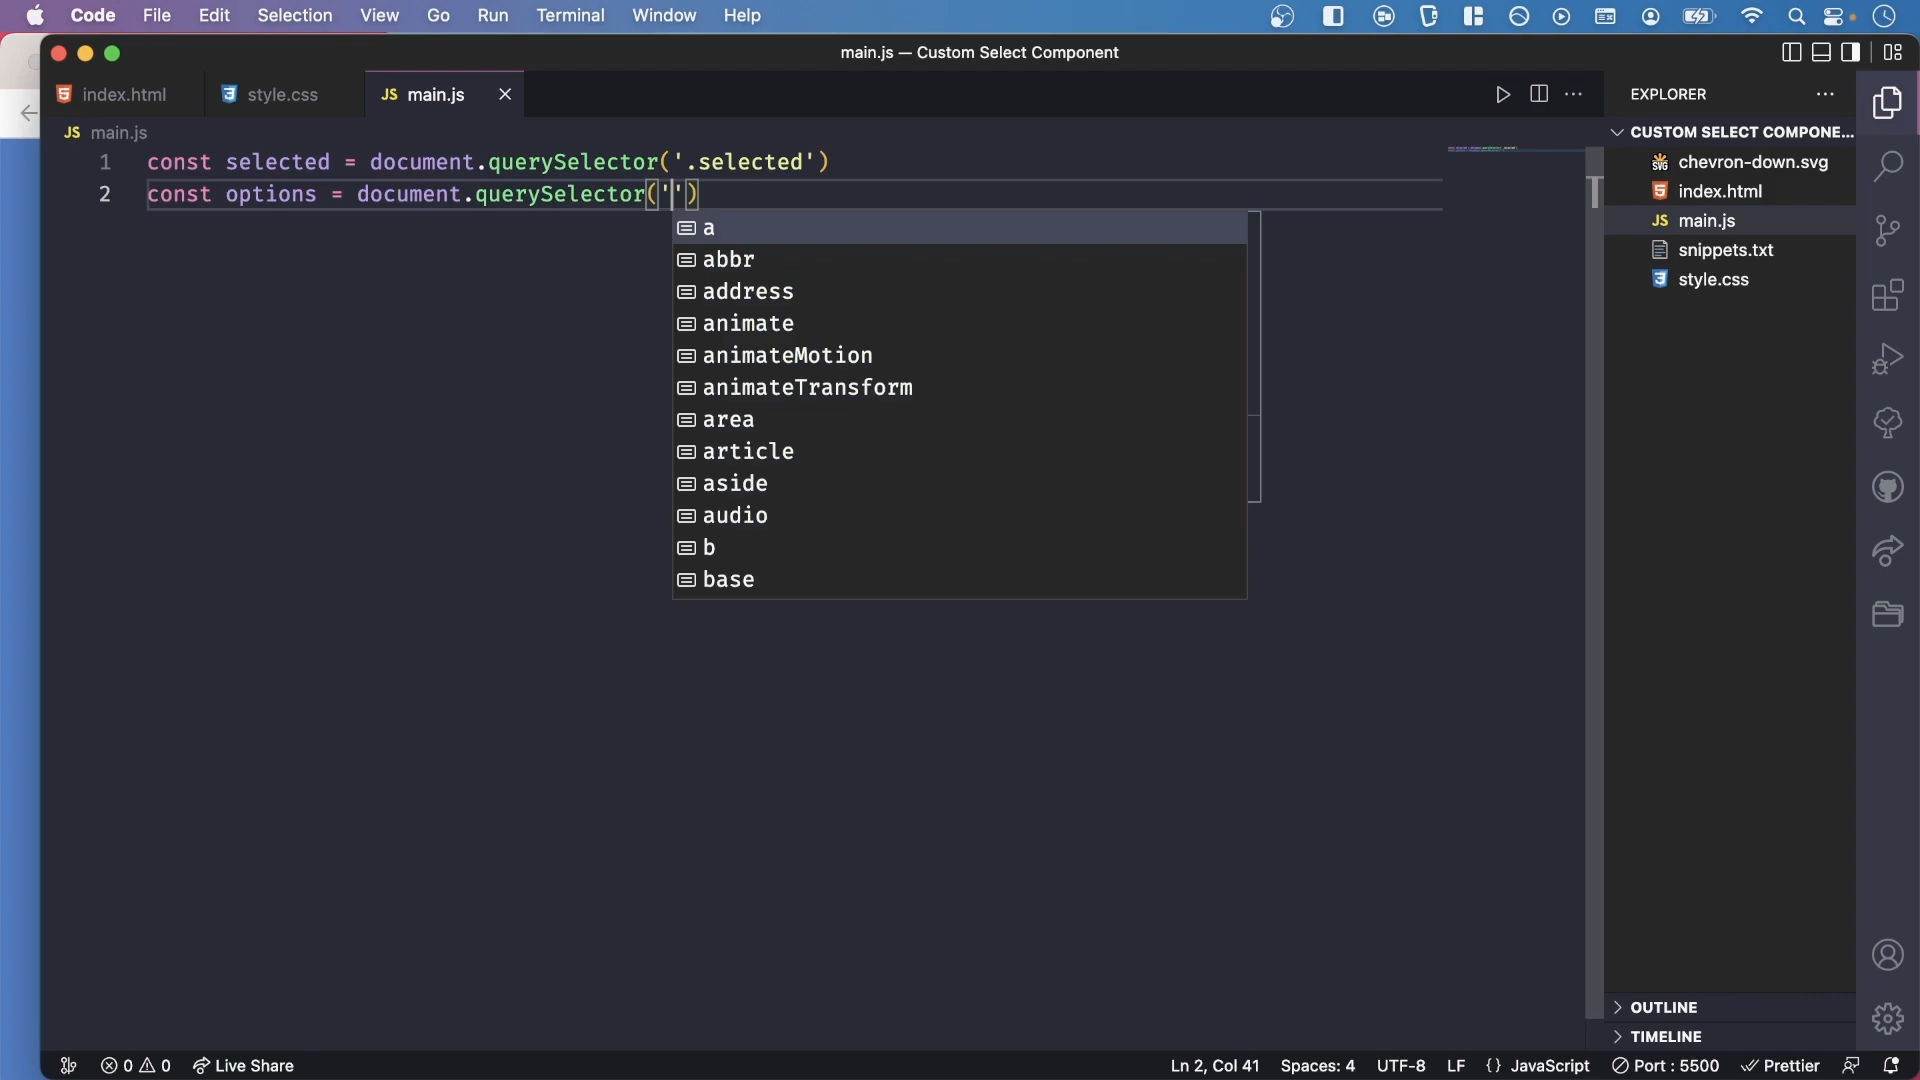 Code File Edit Selection View Go Run Terminal Window Help
main.js — Custom Select Component
index.html style.css JS main.js
EXPLORER
JS main.js
CUSTOM SELECT COMPONE...
1 const selected = document.querySelector('.selected')
2 const options = document.querySelector('')
a
abbr
address
animate
animateMotion
animateTransform
area
article
aside
audio
b
base
SVG chevron-down.svg
index.html
JS main.js
snippets.txt
style.css
OUTLINE
TIMELINE
0 0 Live Share Ln 2, Col 41 Spaces: 4 UTF-8 LF {} JavaScript Port : 5500 Prettier